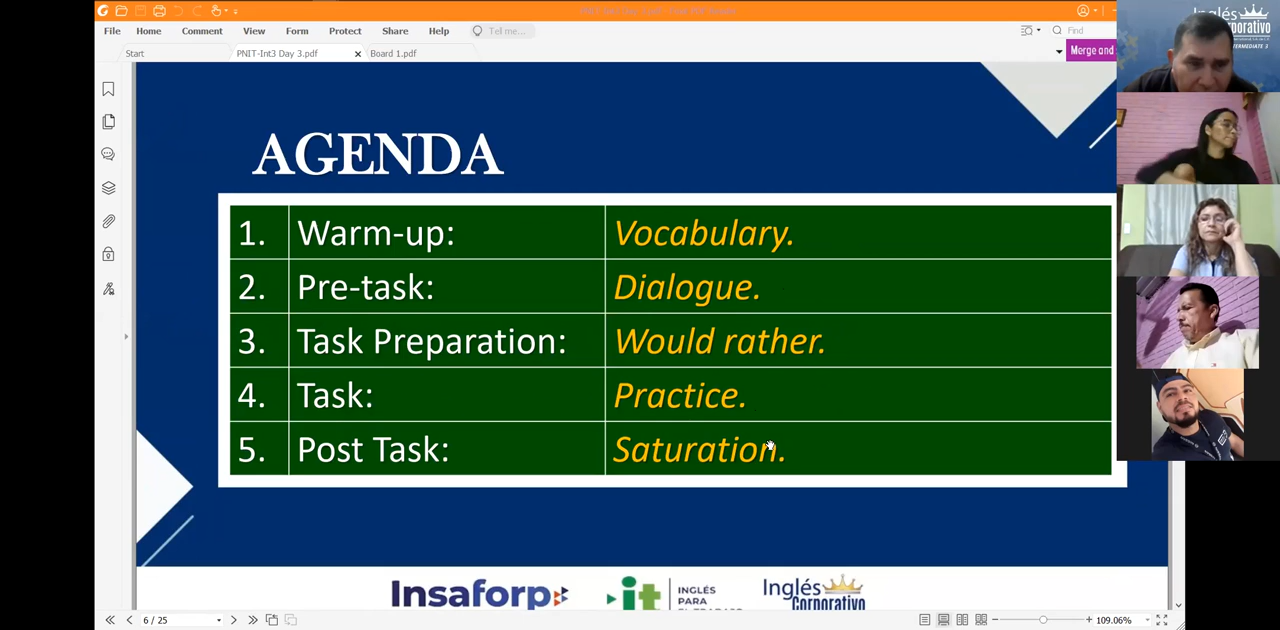 File Home Comment View Form Protect Share Help Tell me... Find
Start PNIT-Int3 Day 3.pdf Board 1.pdf Merge and
Inglés
Corporativo
INTERMEDIATE 3
AGENDA
1. Warm-up: Vocabulary.
2. Pre-task: Dialogue.
3. Task Preparation: Would rather.
4. Task: Practice.
5. Post Task: Saturation.
Insaforp it INGLÉS Inglés
PARA Corporativo
6 / 25 109.06%